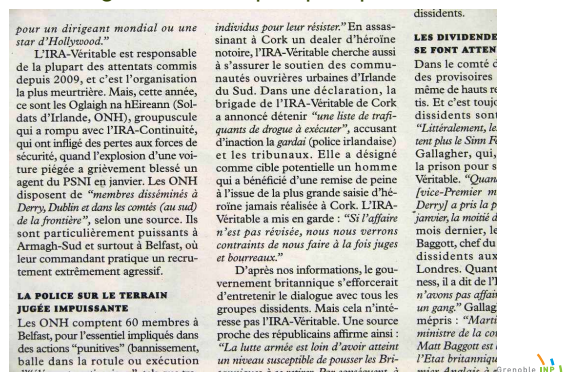 pour un dirigeant mondial ou une
star d'Hollywood."
L'IRA-Véritable est responsable
de la plupart des attentats commis
depuis 2009, et c'est l'organisation
la plus meurtrière. Mais, cette année,
ce sont les Oglaigh na hEireann (Sol-
dats d'Irlande, ONH), groupuscule
qui a rompu avec l'IRA-Continuité,
qui ont infligé des pertes aux forces de
sécurité, quand l'explosion d'une voi-
ture piégée a grièvement blessé un
agent du PSNI en janvier. Les ONH
disposent de "membres disséminés à
Derry, Dublin et dans les comtés (au sud)
de la frontière", selon une source. Ils
sont particulièrement puissants à
Armagh-Sud et surtout à Belfast, où
leur commandant pratique un recru-
tement extrêmement agressif.
LA POLICE SUR LE TERRAIN
JUGÉE IMPUISSANTE
Les ONH comptent 60 membres à
Belfast, pour l'essentiel impliqués dans
des actions "punitives" (bannissement,
balle dans la rotule ou exécution
individus pour leur résister." En assas-
sinant à Cork un dealer d'héroïne
notoire, l'IRA-Véritable cherche aussi
à s'assurer le soutien des commu-
nautés ouvrières urbaines d'Irlande
du Sud. Dans une déclaration, la
brigade de l'IRA-Véritable de Cork
a annoncé détenir "une liste de trafi-
quants de drogue à exécuter", accusant
d'inaction la gardai (police irlandaise)
et les tribunaux. Elle a désigné
comme cible potentielle un homme
qui a bénéficié d'une remise de peine
à l'issue de la plus grande saisie d'hé-
roïne jamais réalisée à Cork. L'IRA-
Véritable a mis en garde : "Si l'affaire
n'est pas révisée, nous nous verrons
contraints de nous faire à la fois juges
et bourreaux."
D'après nos informations, le gou-
vernement britannique s'efforcerait
d'entretenir le dialogue avec tous les
groupes dissidents. Mais cela n'inté-
resse pas l'IRA-Véritable. Une source
proche des républicains affirme ainsi :
"La lutte armée est loin d'avoir atteint
un niveau susceptible de pousser les Bri-
dissidents.
LES DIVIDENDE
SE FONT ATTEN
Dans le comté d
des provisoires
même de hauts re
tis. Et c'est toujo
dissidents sont
"Littéralement, les
tent plus le Sinn F
Gallagher, qui,
la prison pour s
Véritable. "Quan
[vice-Premier m
Derry] a pris la p
janvier, la moitié d
mois dernier, le
Baggott, chef du
dissidents aux
Londres. Quant
ness, il a dit de l'I
n'avons pas affai
un gang." Gallag
mépris : "Marti
ministre de la co
Matt Baggott est l
l'Etat britanniqu
Grenoble INP